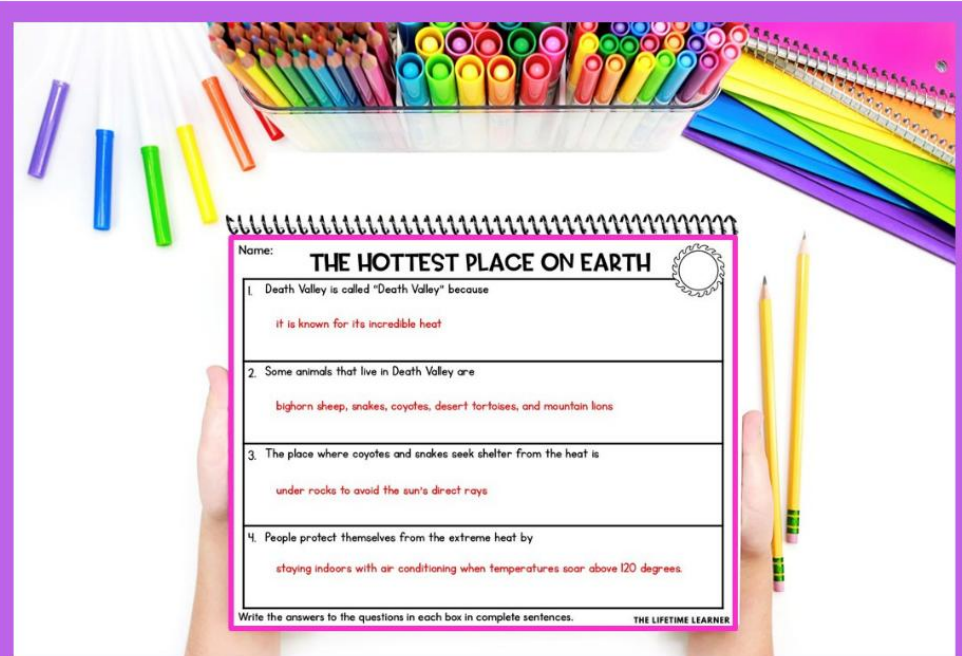 Name:
THE HOTTEST PLACE ON EARTH
1. Death Valley is called "Death Valley" because
it is known for its incredible heat
2. Some animals that live in Death Valley are
bighorn sheep, snakes, coyotes, desert tortoises, and mountain lions
3. The place where coyotes and snakes seek shelter from the heat is
under rocks to avoid the sun's direct rays
4. People protect themselves from the extreme heat by
staying indoors with air conditioning when temperatures soar above 120 degrees.
Write the answers to the questions in each box in complete sentences.
THE LIFETIME LEARNER